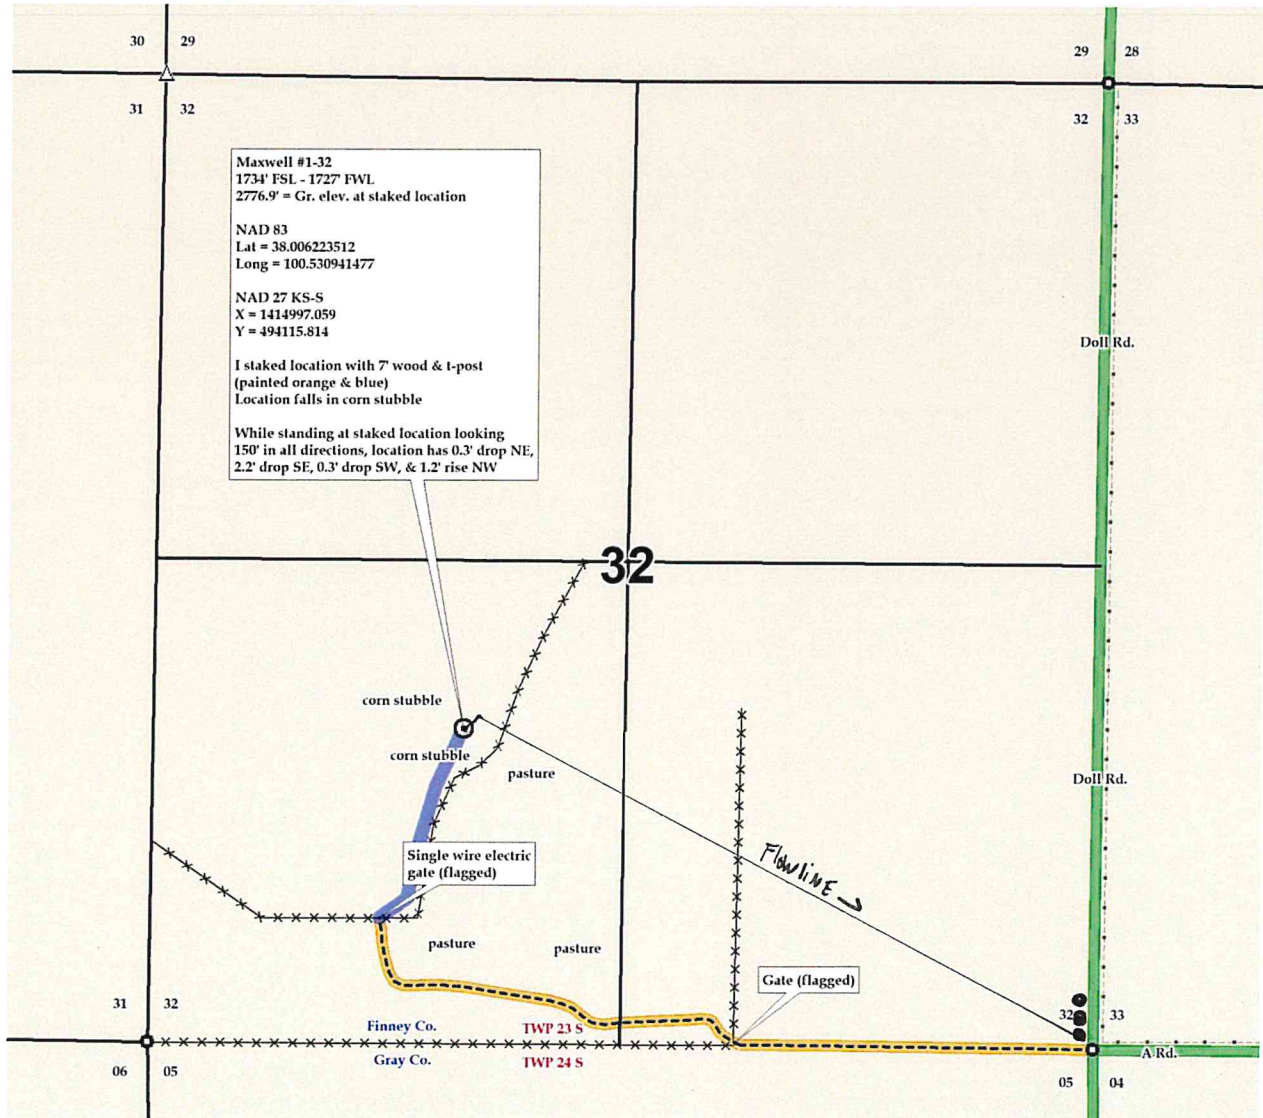 30 29
29 28
31 32
32 33
Maxwell #1-32
1734' FSL - 1727' FWL
2776.9' = Gr. elev. at staked location
NAD 83
Lat = 38.006223512
Long = 100.530941477
NAD 27 KS-S
X = 1414997.059
Y = 494115.814
I staked location with 7' wood & t-post
(painted orange & blue)
Location falls in corn stubble
While standing at staked location looking
150' in all directions, location has 0.3' drop NE,
2.2' drop SE, 0.3' drop SW, & 1.2' rise NW
Doll Rd.
32
corn stubble
corn stubble
pasture
Doll Rd.
Single wire electric
gate (flagged)
FlowLINE
pasture
pasture
Gate (flagged)
31 32
32 33
Finney Co.
TWP 23 S
Gray Co.
TWP 24 S
A Rd.
06 05
05 04